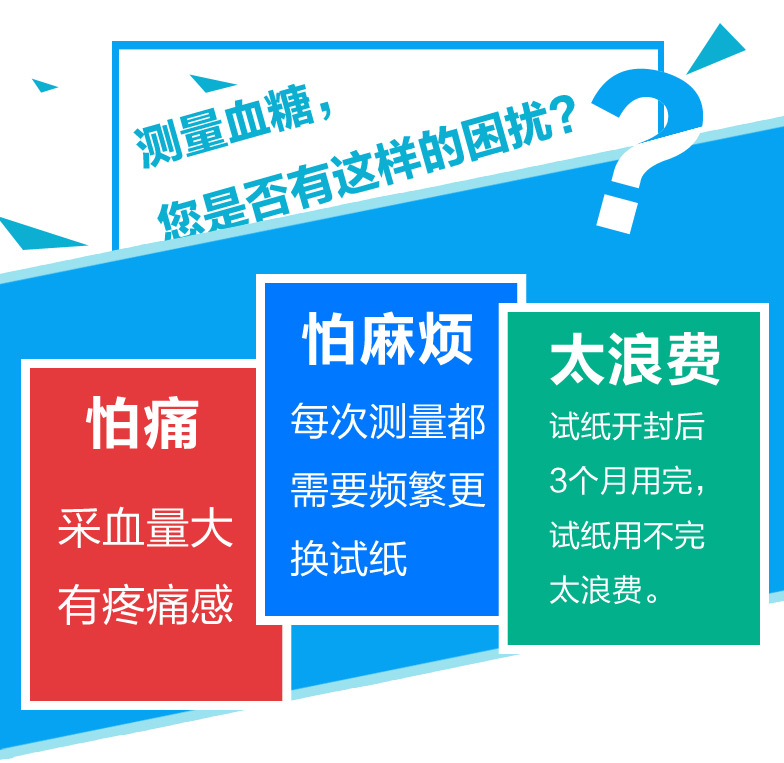 测量血糖，
您是否有这样的困扰？
?
怕痛
采血量大
有疼痛感
怕麻烦
每次测量都
需要频繁更
换试纸
太浪费
试纸开封后
3个月用完，
试纸用不完
太浪费。